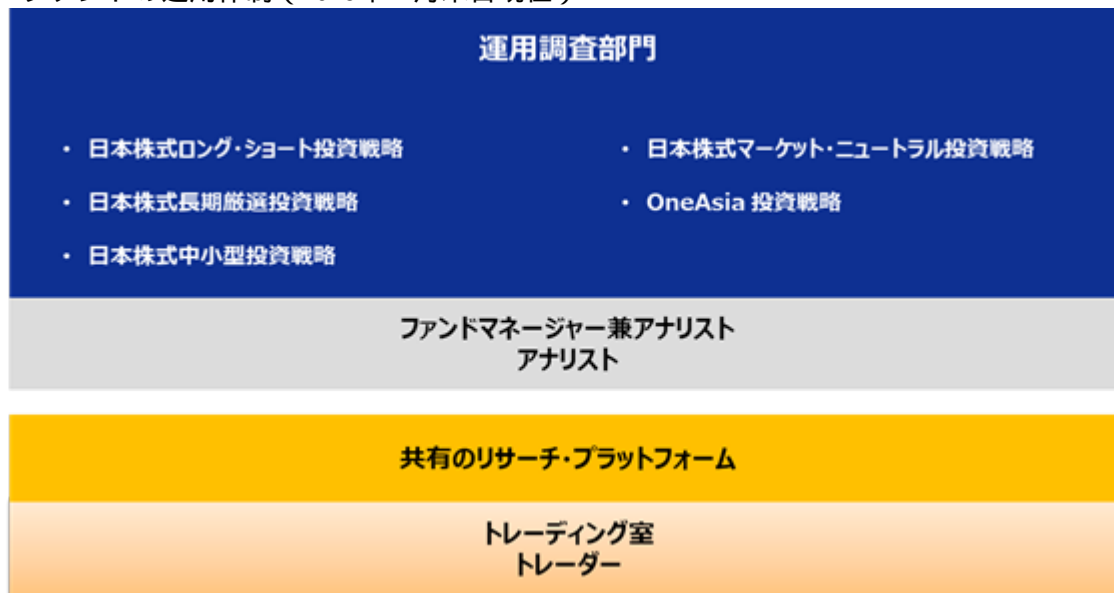 運用調査部門
・ 日本株式ロング・ショート投資戦略
・ 日本株式マーケット・ニュートラル投資戦略
・ 日本株式長期厳選投資戦略
・ OneAsia 投資戦略
・ 日本株式中小型投資戦略
ファンドマネージャー兼アナリスト
アナリスト
共有のリサーチ・プラットフォーム
トレーディング室
トレーダー